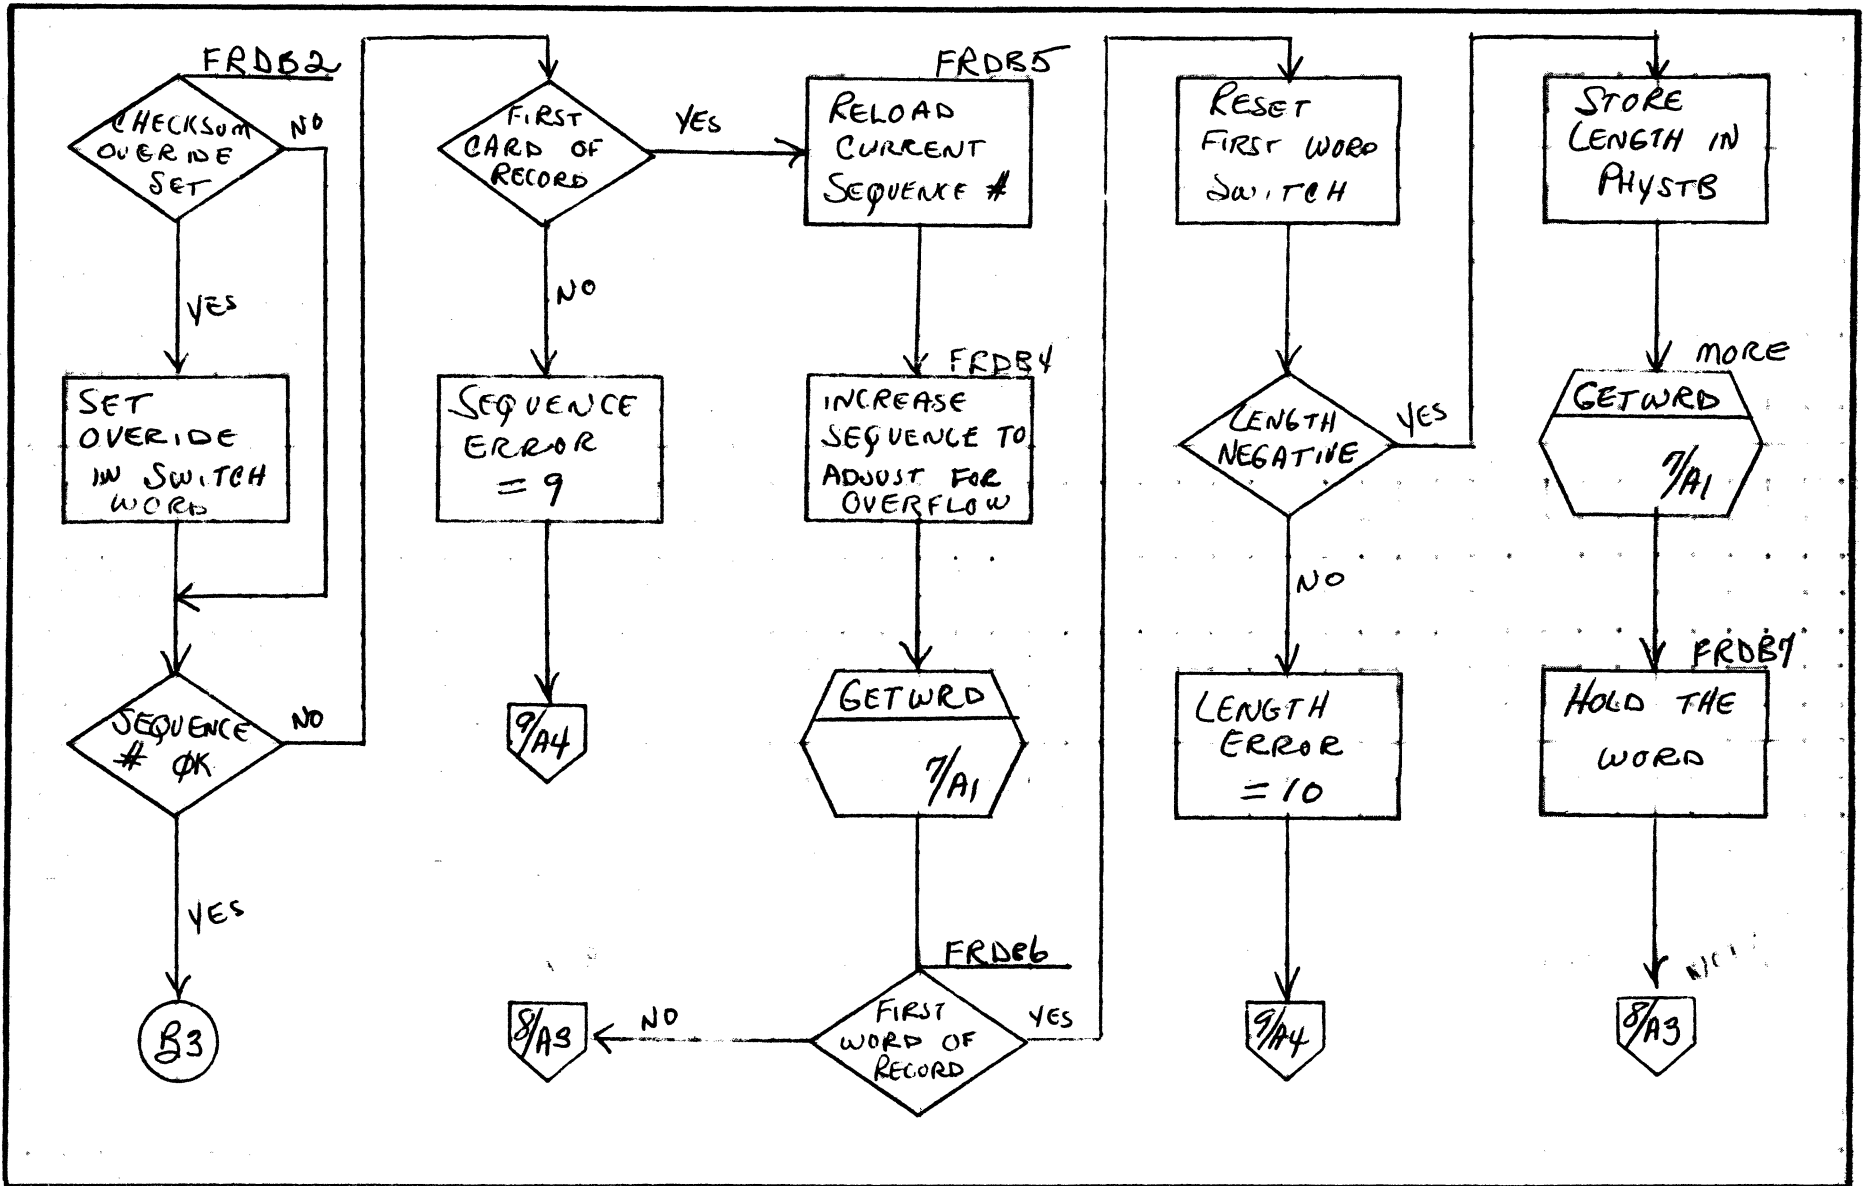 FRDB2
CHECKSUM
OVERIDE
SET
NO
YES
SET
OVERIDE
IN SWITCH
WORD
SEQUENCE
# ØK
NO
YES
B3
FIRST
CARD OF
RECORD
YES
NO
SEQUENCE
ERROR
= 9
9/A4
FRDB5
RELOAD
CURRENT
SEQUENCE #
FRDB4
INCREASE
SEQUENCE TO
ADJUST FOR
OVERFLOW
GETWRD
7/A1
FRDB6
FIRST
WORD OF
RECORD
NO
8/A3
YES
RESET
FIRST WORD
SWITCH
LENGTH
NEGATIVE
YES
NO
LENGTH
ERROR
= 10
9/A4
STORE
LENGTH IN
PHYSTB
MORE
GETWRD
7/A1
FRDB7
HOLD THE
WORD
8/A3